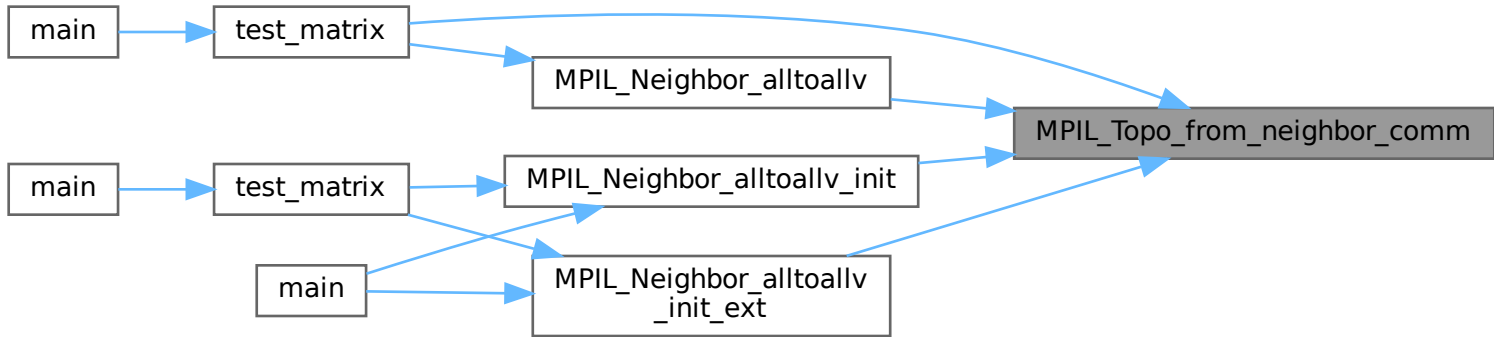 main
test_matrix
MPIL_Neighbor_alltoallv
MPIL_Topo_from_neighbor_comm
main
test_matrix
MPIL_Neighbor_alltoallv_init
main
MPIL_Neighbor_alltoallv
_init_ext